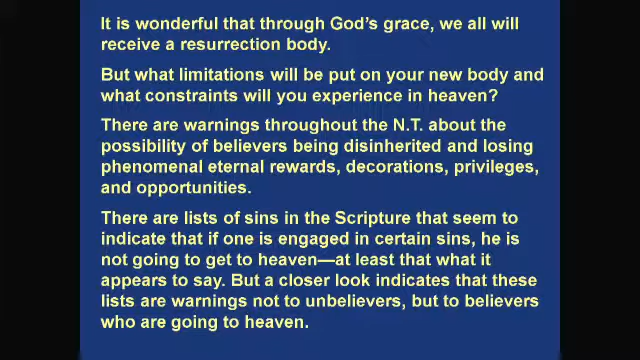 It is wonderful that through God's grace, we all will
receive a resurrection body.
But what limitations will be put on your new body and
what constraints will you experience in heaven?
There are warnings throughout the N.T. about the
possibility of believers being disinherited and losing
phenomenal eternal rewards, decorations, privileges,
and opportunities.
There are lists of sins in the Scripture that seem to
indicate that if one is engaged in certain sins, he is
not going to get to heaven—at least that what it
appears to say. But a closer look indicates that these
lists are warnings not to unbelievers, but to believers
who are going to heaven.